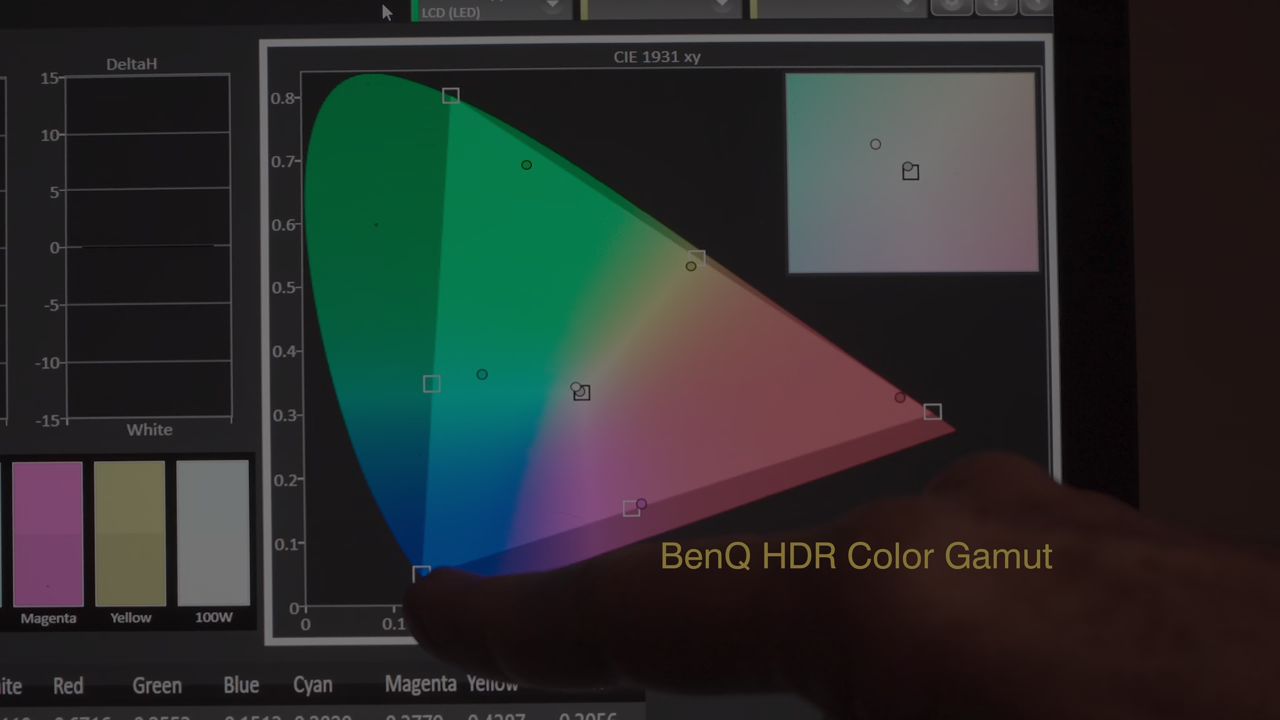 LCD (LED)
DeltaH
15
10
5
0
-5
-10
-15
White
CIE 1931 xy
0.8
0.7
0.6
0.5
0.4
0.3
0.2
0.1
0
0
0.1
Magenta
Yellow
100W
BenQ HDR Color Gamut
Red Green Blue Cyan Magenta Yellow